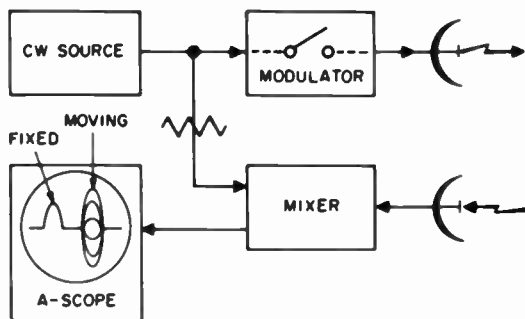 CW SOURCE
MODULATOR
MOVING
FIXED
MIXER
A-SCOPE